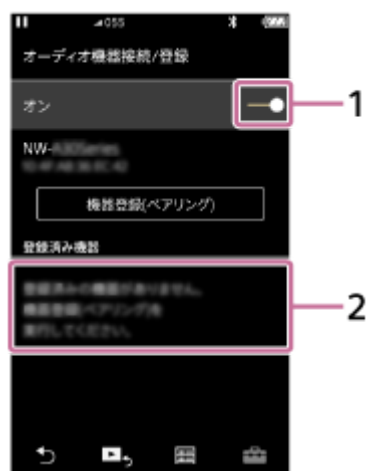 055
オーディオ機器接続/登録
オン
1
NW-
機器登録(ペアリング)
登録済み機器
登録済みの機器がありません。
機器登録(ペアリング)を
実行してください。
2